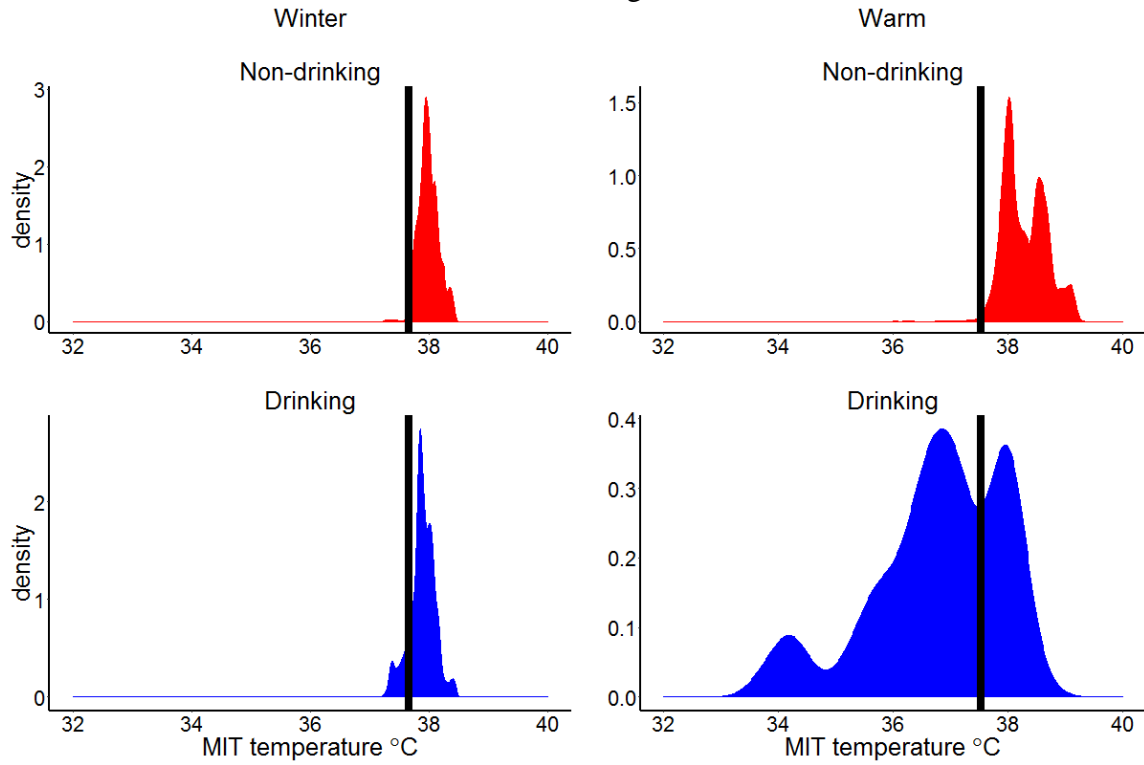 Winter
Non-drinking
density
3
2
1
0
32 34 36 38 40
Drinking
density
2
1
0
32 34 36 38 40
MIT temperature °C
Warm
Non-drinking
1.5
1.0
0.5
0.0
32 34 36 38 40
Drinking
0.4
0.3
0.2
0.1
0.0
32 34 36 38 40
MIT temperature °C